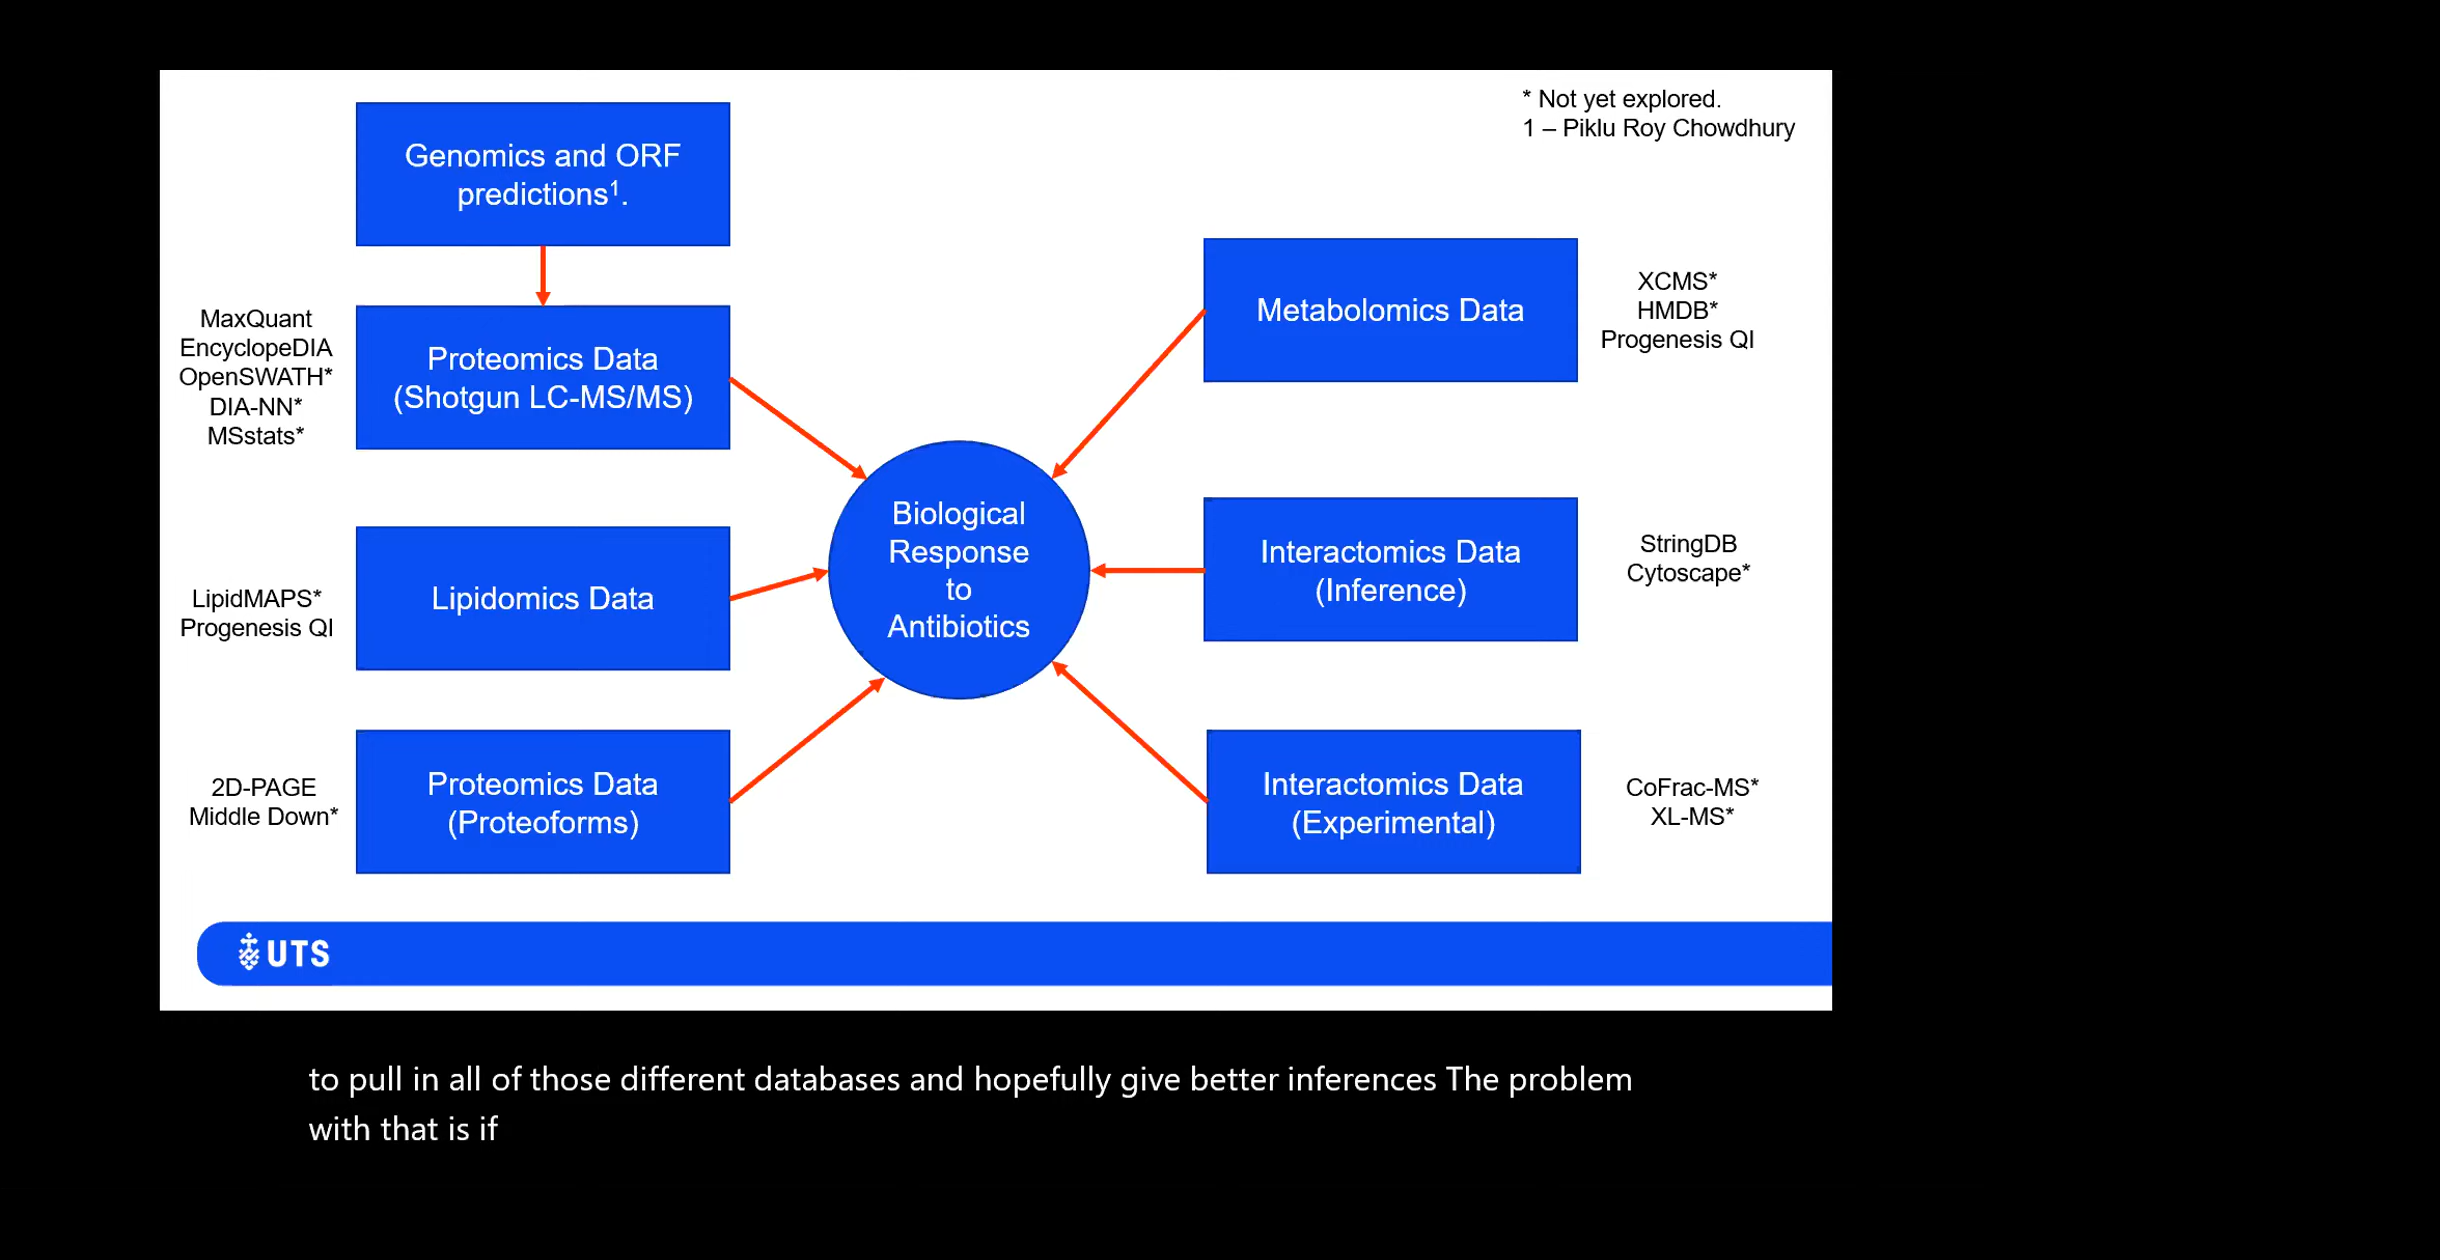 * Not yet explored.
1 – Piklu Roy Chowdhury
Genomics and ORF
predictions¹.
MaxQuant
EncyclopeDIA
OpenSWATH*
DIA-NN*
MSstats*
Proteomics Data
(Shotgun LC-MS/MS)
LipidMAPS*
Progenesis QI
Lipidomics Data
2D-PAGE
Middle Down*
Proteomics Data
(Proteoforms)
Biological
Response
to
Antibiotics
Metabolomics Data
XCMS*
HMDB*
Progenesis QI
Interactomics Data
(Inference)
StringDB
Cytoscape*
Interactomics Data
(Experimental)
CoFrac-MS*
XL-MS*
UTS
to pull in all of those different databases and hopefully give better inferences The problem
with that is if